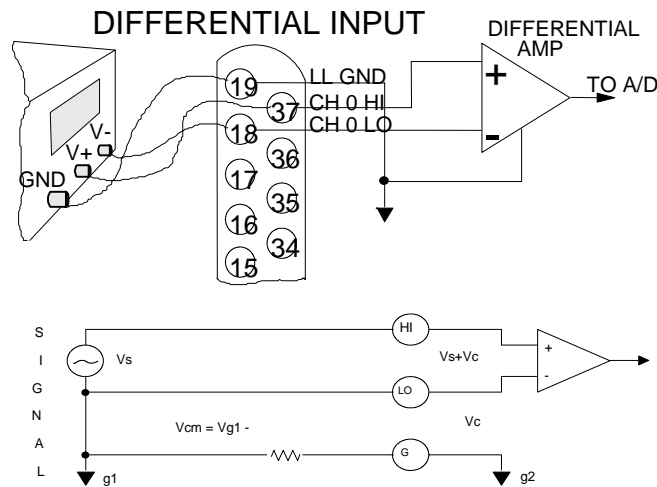 DIFFERENTIAL INPUT
DIFFERENTIAL
AMP
19
LL GND
+
TO A/D
37
CH 0 HI
18
CH 0 LO
-
V-
V+
GND
36
17
35
16
34
15
S
I
G
N
A
L
HI
Vs
Vs+Vc
+
-
LO
Vcm = Vg1 -
Vc
G
g1
g2